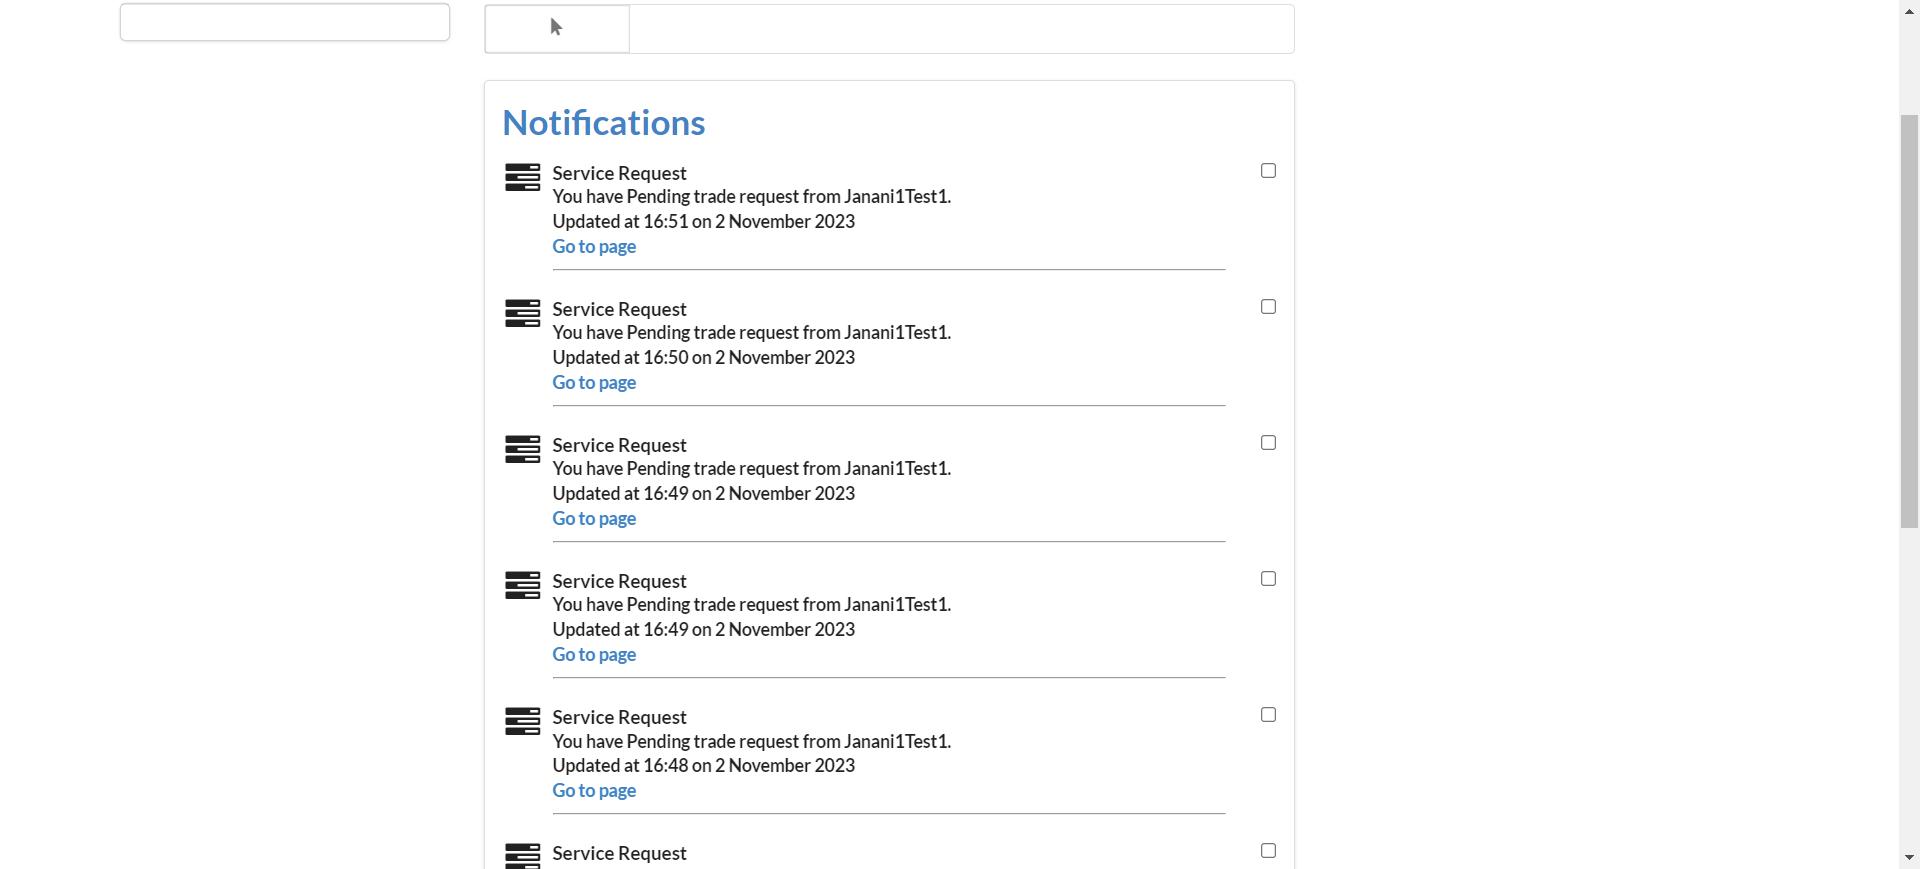 Notifications
Service Request
You have Pending trade request from Janani1Test1.
Updated at 16:51 on 2 November 2023
Go to page
Service Request
You have Pending trade request from Janani1Test1.
Updated at 16:50 on 2 November 2023
Go to page
Service Request
You have Pending trade request from Janani1Test1.
Updated at 16:49 on 2 November 2023
Go to page
Service Request
You have Pending trade request from Janani1Test1.
Updated at 16:49 on 2 November 2023
Go to page
Service Request
You have Pending trade request from Janani1Test1.
Updated at 16:48 on 2 November 2023
Go to page
Service Request